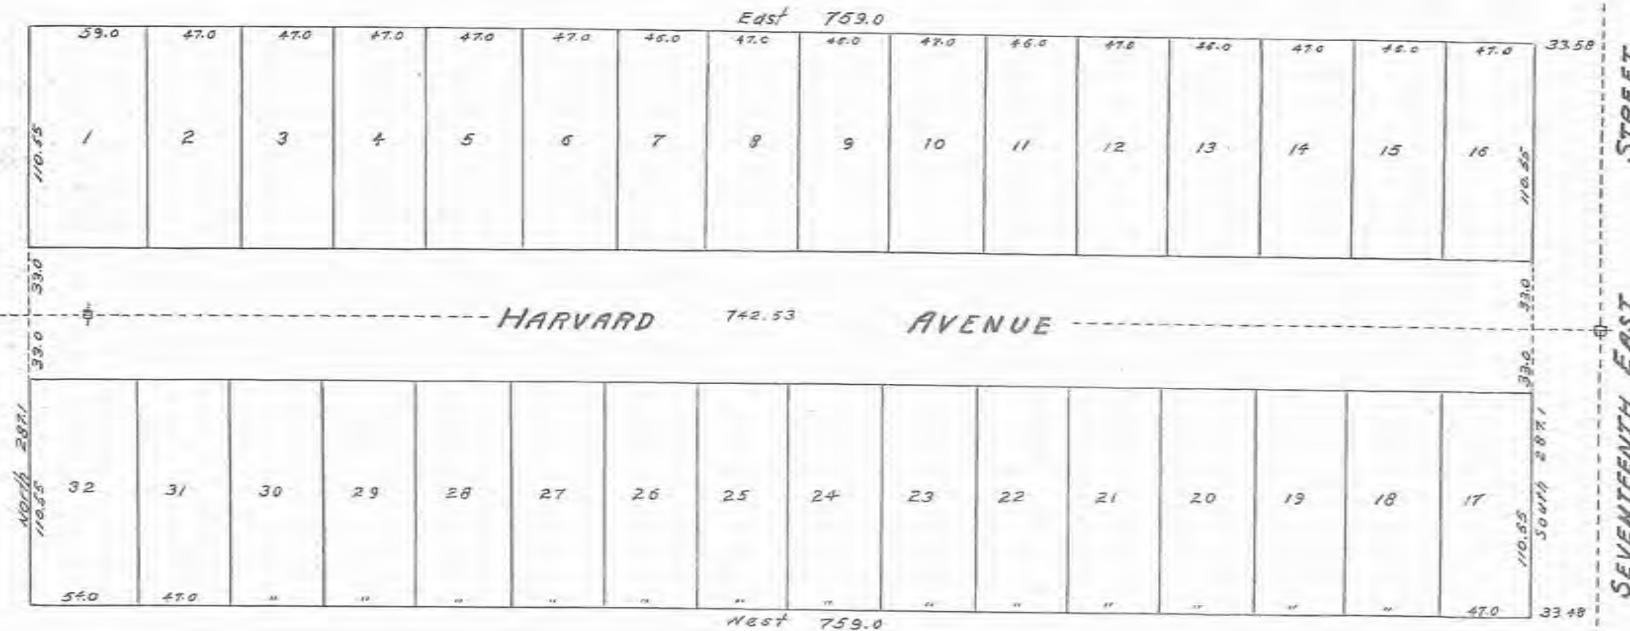 East 759.0
59.0 47.0 47.0 47.0 47.0 47.0 46.0 47.0 46.0 47.0 46.0 47.0 46.0 47.0 46.0 47.0 33.58
1 2 3 4 5 6 7 8 9 10 11 12 13 14 15 16
110.55 110.55
33.0 33.0
HARVARD 742.53 AVENUE
33.0 33.0
North 287.1
South 287.1
32 31 30 29 28 27 26 25 24 23 22 21 20 19 18 17
110.55 110.55
54.0 47.0 " " " " " " " " " " " " " 47.0 33.48
West 759.0
SEVENTEENTH EAST STREET